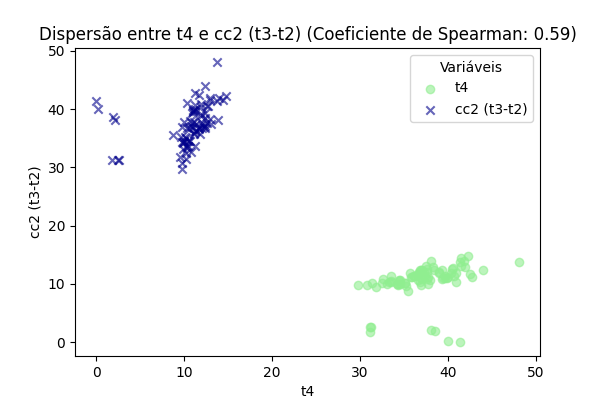 Dispersão entre t4 e cc2 (t3-t2) (Coeficiente de Spearman: 0.59)
Variáveis
t4
cc2 (t3-t2)
cc2 (t3-t2)
50
40
30
20
10
0
0
10
20
30
40
50
t4